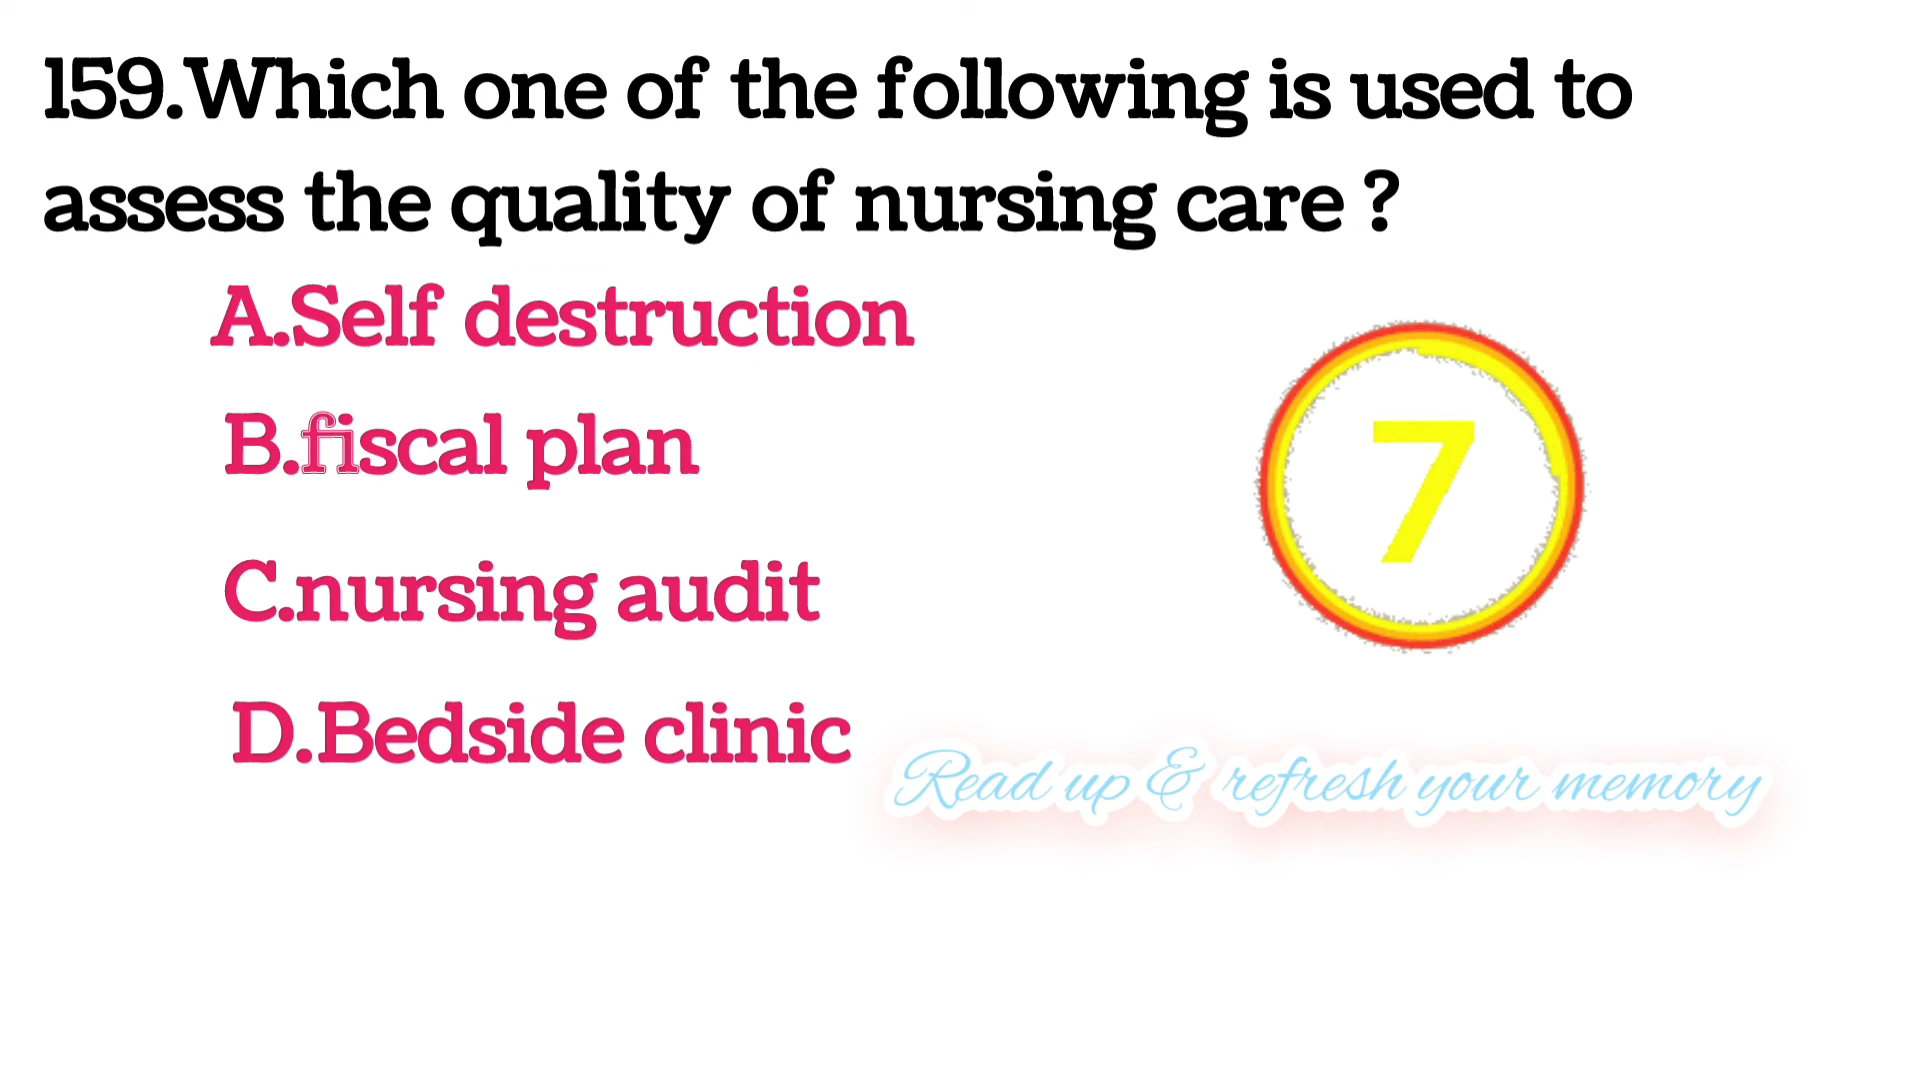 159.Which one of the following is used to
assess the quality of nursing care ?
A.Self destruction
B.fiscal plan
C.nursing audit
D.Bedside clinic
7
Read up & refresh your memory